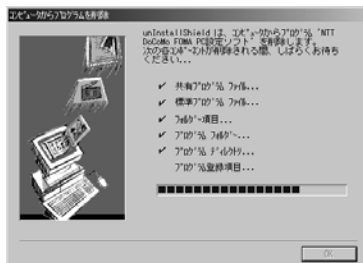 ｺﾝﾋﾟｭｰﾀからﾌﾟﾛｸﾞﾗﾑを削除
unInstallShield は、ｺﾝﾋﾟｭｰﾀからﾌﾟﾛｸﾞﾗﾑ 'NTT
DoCoMo FOMA PC設定ソフト' を削除します。
次の各ｺﾝﾎﾟｰﾈﾝﾄが削除される間、しばらくお待ち
ください...
✔ 共有ﾌﾟﾛｸﾞﾗﾑ ﾌｧｲﾙ...
✔ 標準ﾌﾟﾛｸﾞﾗﾑ ﾌｧｲﾙ...
✔ ﾌｫﾙﾀﾞｰ項目...
✔ ﾌﾟﾛｸﾞﾗﾑ ﾌｫﾙﾀﾞｰ...
✔ ﾌﾟﾛｸﾞﾗﾑ ﾃﾞｨﾚｸﾄﾘ...
ﾌﾟﾛｸﾞﾗﾑ登録項目...
OK